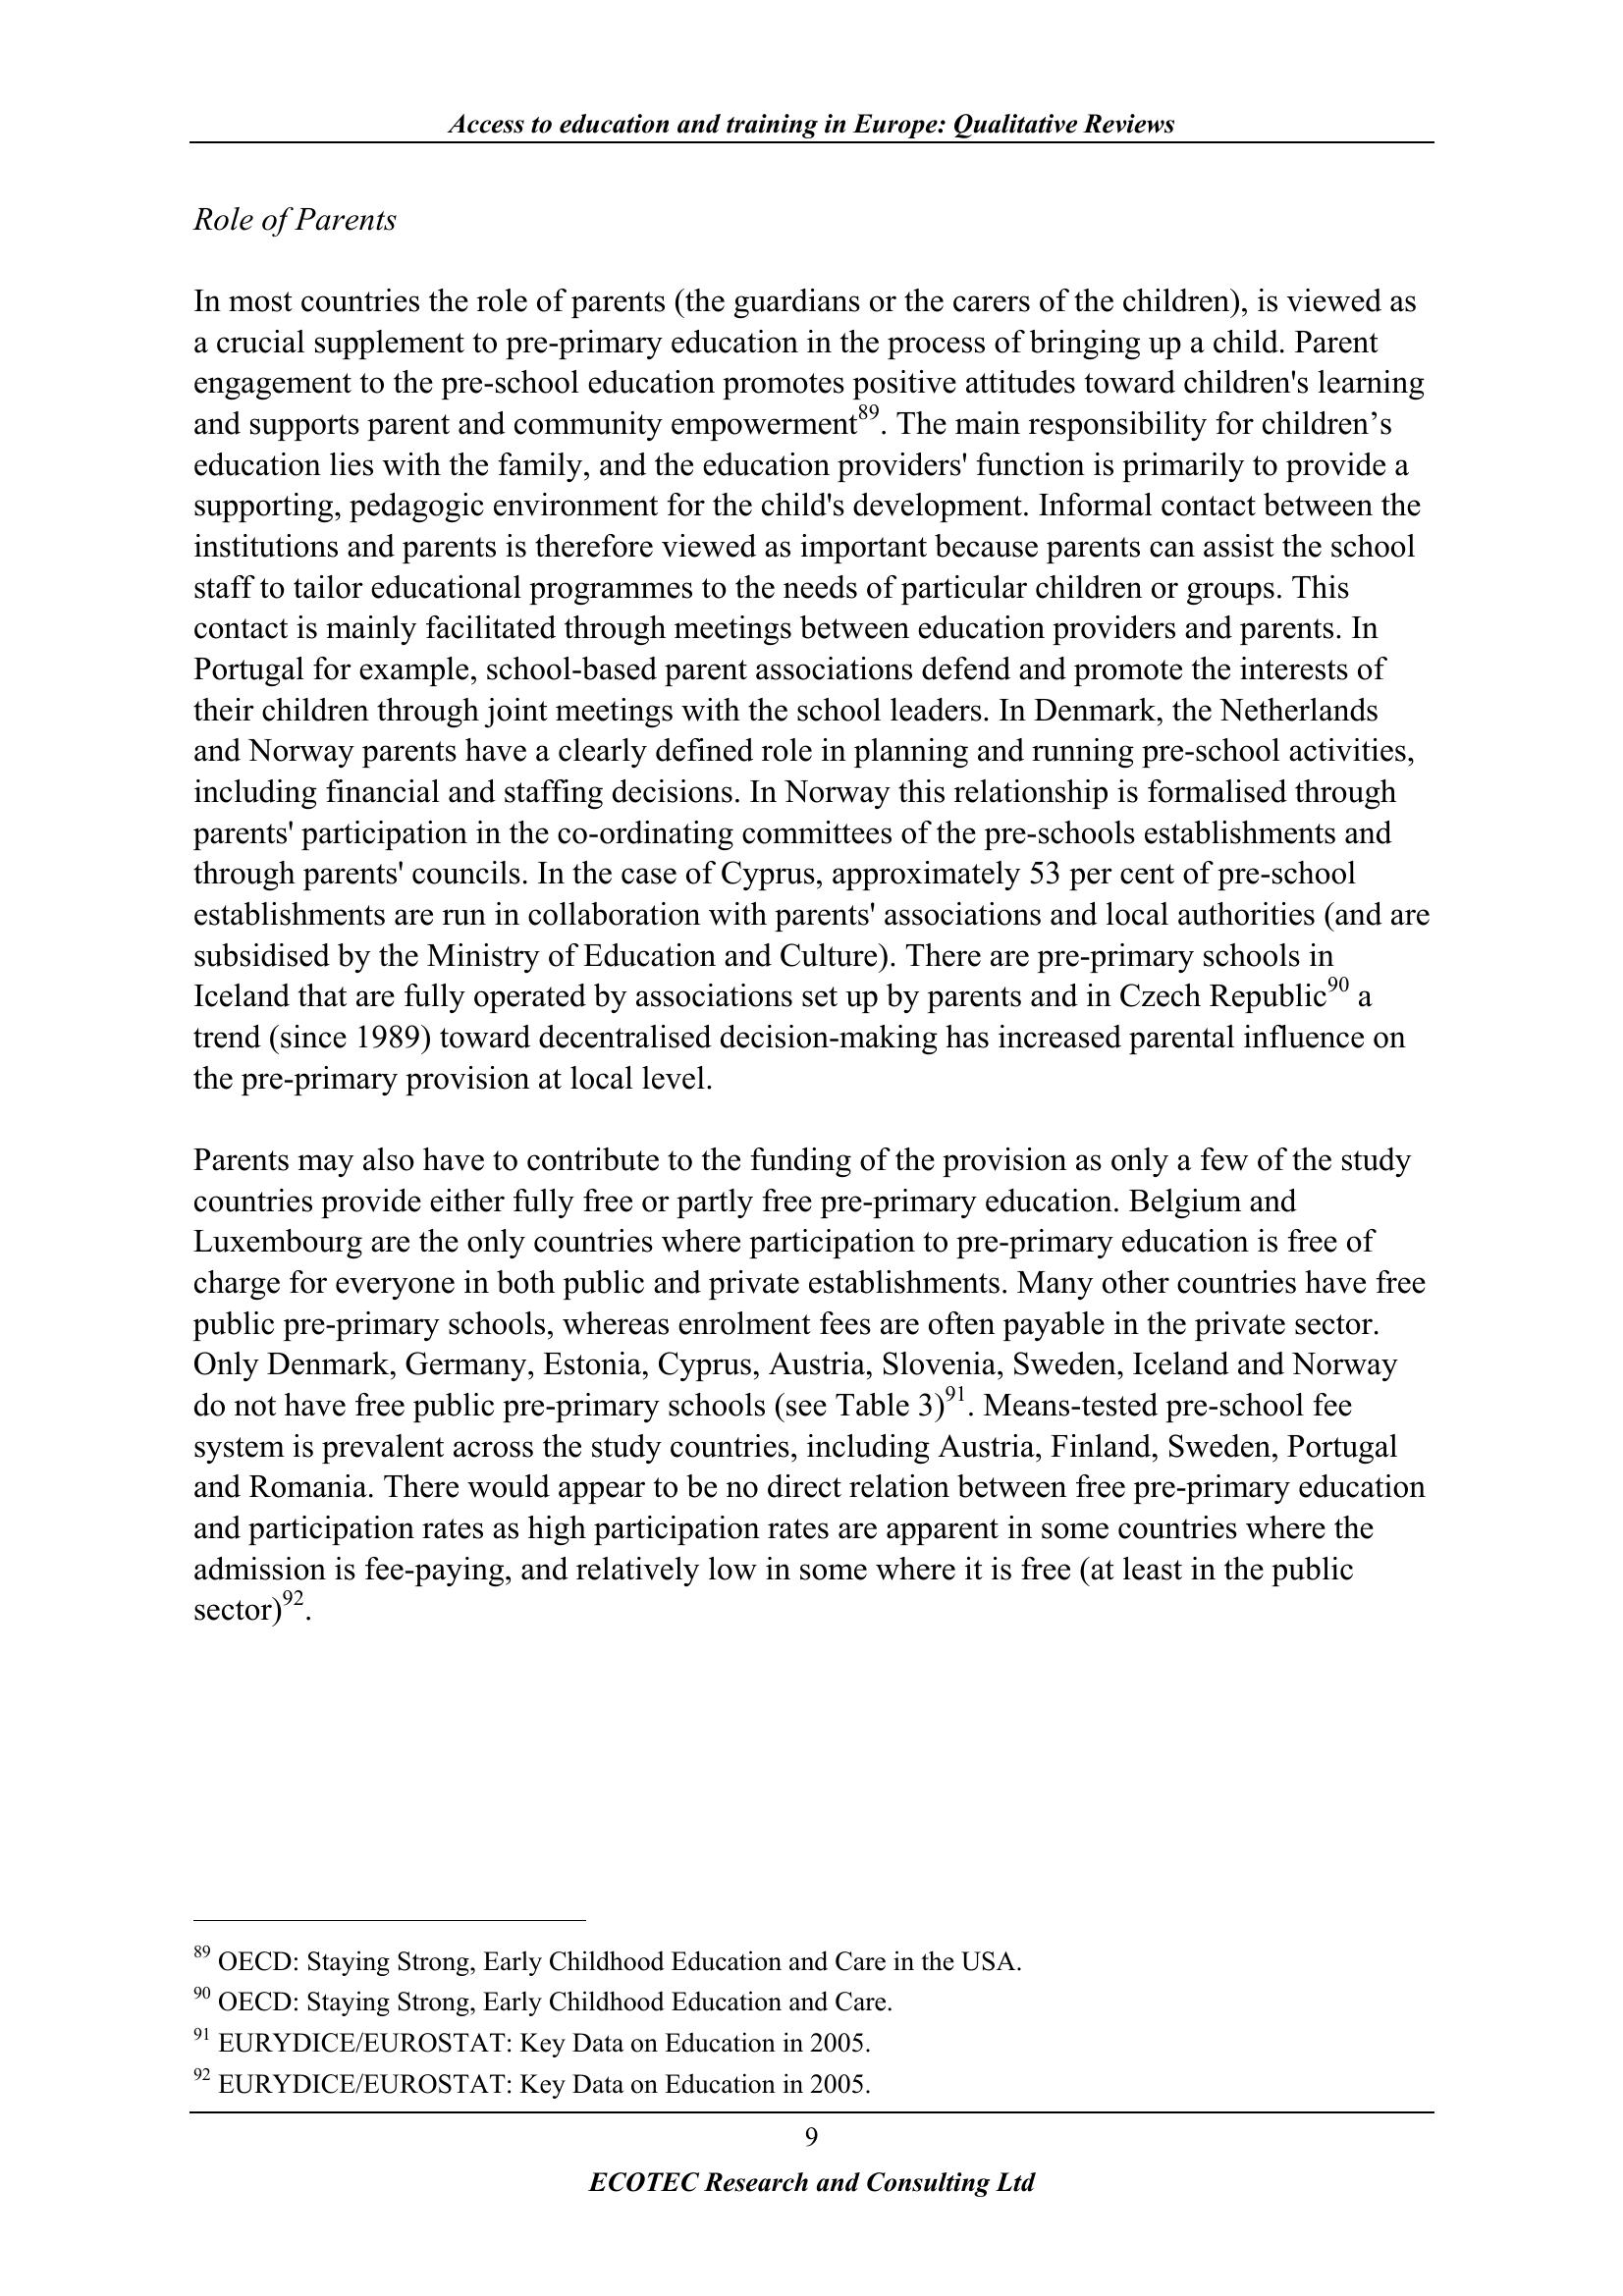 Access to education and training in Europe: Qualitative Reviews
Role of Parents
In most countries the role of parents (the guardians or the carers of the children), is viewed as
a crucial supplement to pre-primary education in the process of bringing up a child. Parent
engagement to the pre-school education promotes positive attitudes toward children's learning
and supports parent and community empowerment89. The main responsibility for children’s
education lies with the family, and the education providers' function is primarily to provide a
supporting, pedagogic environment for the child's development. Informal contact between the
institutions and parents is therefore viewed as important because parents can assist the school
staff to tailor educational programmes to the needs of particular children or groups. This
contact is mainly facilitated through meetings between education providers and parents. In
Portugal for example, school-based parent associations defend and promote the interests of
their children through joint meetings with the school leaders. In Denmark, the Netherlands
and Norway parents have a clearly defined role in planning and running pre-school activities,
including financial and staffing decisions. In Norway this relationship is formalised through
parents' participation in the co-ordinating committees of the pre-schools establishments and
through parents' councils. In the case of Cyprus, approximately 53 per cent of pre-school
establishments are run in collaboration with parents' associations and local authorities (and are
subsidised by the Ministry of Education and Culture). There are pre-primary schools in
Iceland that are fully operated by associations set up by parents and in Czech Republic90 a
trend (since 1989) toward decentralised decision-making has increased parental influence on
the pre-primary provision at local level.
Parents may also have to contribute to the funding of the provision as only a few of the study
countries provide either fully free or partly free pre-primary education. Belgium and
Luxembourg are the only countries where participation to pre-primary education is free of
charge for everyone in both public and private establishments. Many other countries have free
public pre-primary schools, whereas enrolment fees are often payable in the private sector.
Only Denmark, Germany, Estonia, Cyprus, Austria, Slovenia, Sweden, Iceland and Norway
do not have free public pre-primary schools (see Table 3)91. Means-tested pre-school fee
system is prevalent across the study countries, including Austria, Finland, Sweden, Portugal
and Romania. There would appear to be no direct relation between free pre-primary education
and participation rates as high participation rates are apparent in some countries where the
admission is fee-paying, and relatively low in some where it is free (at least in the public
sector)92.
89 OECD: Staying Strong, Early Childhood Education and Care in the USA.
90 OECD: Staying Strong, Early Childhood Education and Care.
91 EURYDICE/EUROSTAT: Key Data on Education in 2005.
92 EURYDICE/EUROSTAT: Key Data on Education in 2005.
9
ECOTEC Research and Consulting Ltd